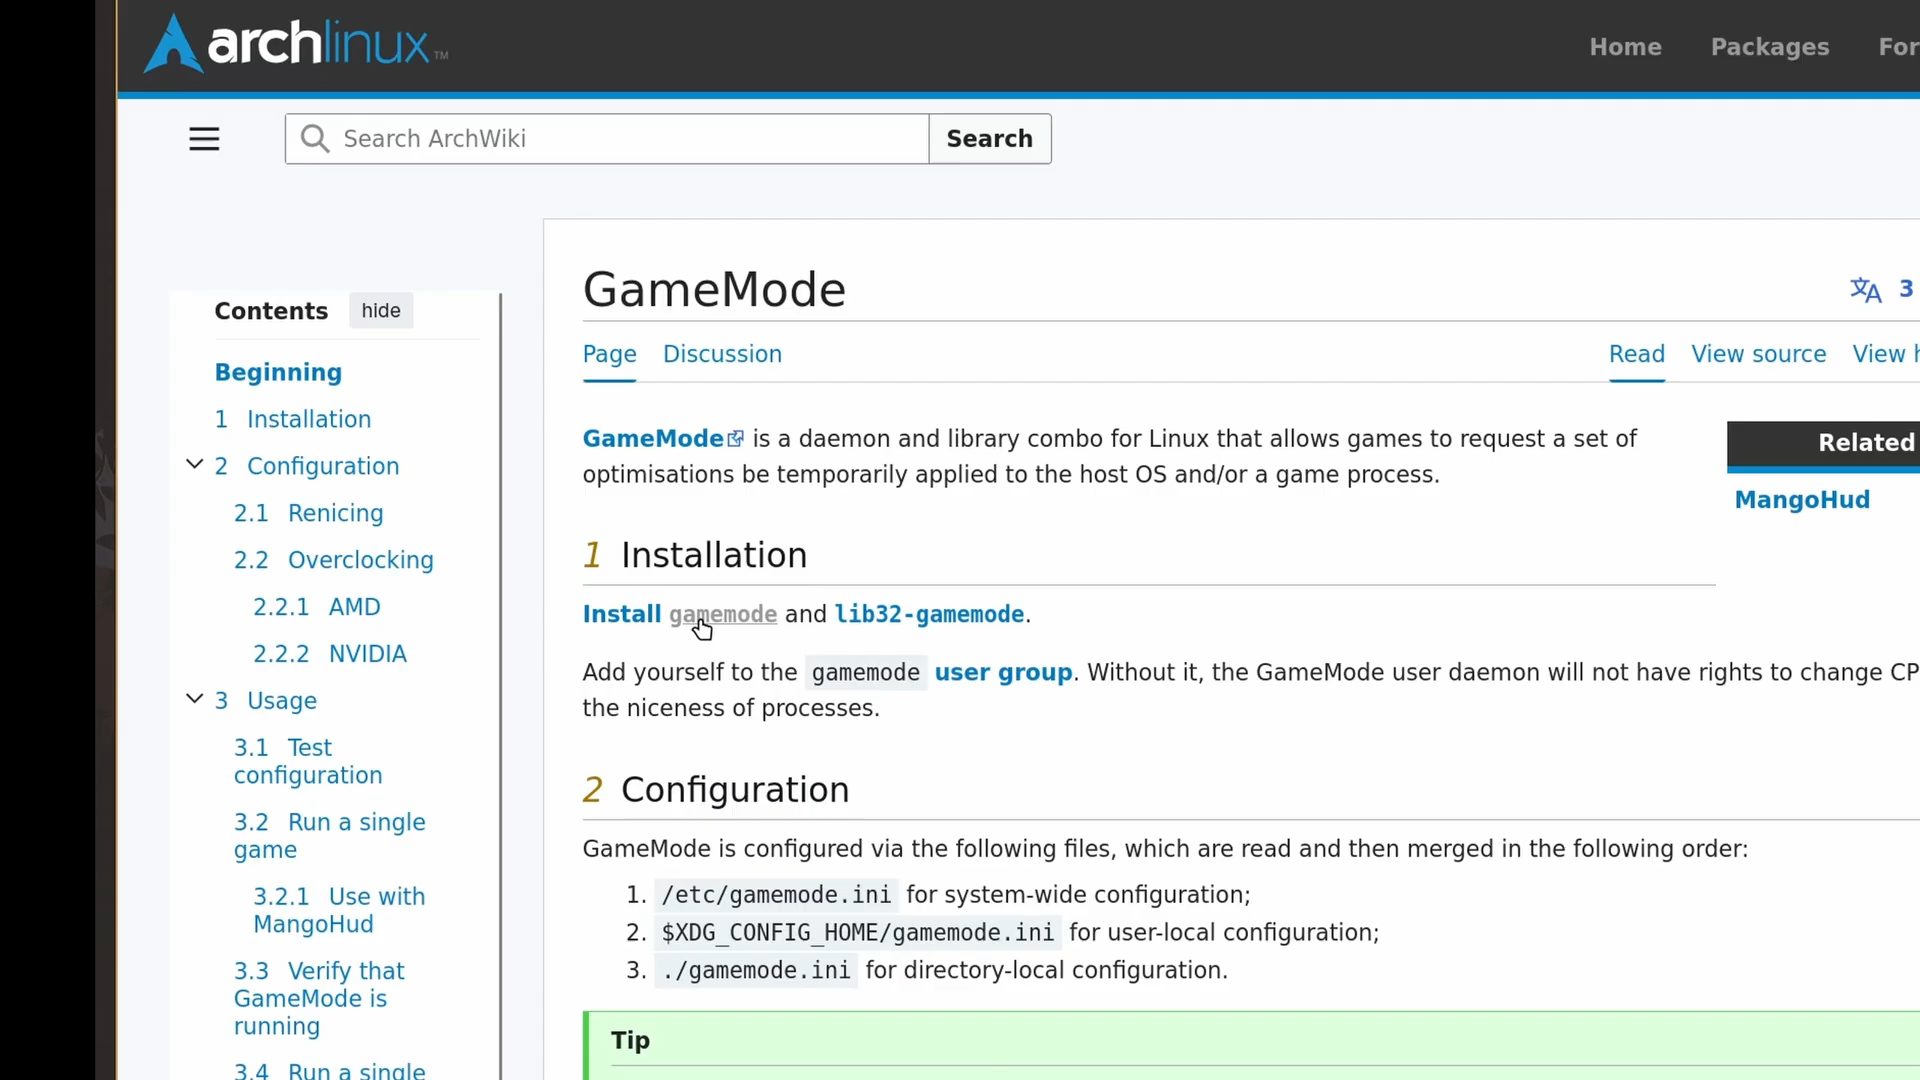 archlinux™
Home Packages For
Search ArchWiki Search
Contents hide
Beginning
1 Installation
2 Configuration
2.1 Renicing
2.2 Overclocking
2.2.1 AMD
2.2.2 NVIDIA
3 Usage
3.1 Test
configuration
3.2 Run a single
game
3.2.1 Use with
MangoHud
3.3 Verify that
GameMode is
running
3.4 Run a single
GameMode
文A 3
Page Discussion Read View source View h
GameMode is a daemon and library combo for Linux that allows games to request a set of
optimisations be temporarily applied to the host OS and/or a game process.
Related
MangoHud
1 Installation
Install gamemode and lib32-gamemode.
Add yourself to the gamemode user group. Without it, the GameMode user daemon will not have rights to change CP
the niceness of processes.
2 Configuration
GameMode is configured via the following files, which are read and then merged in the following order:
1. /etc/gamemode.ini for system-wide configuration;
2. $XDG_CONFIG_HOME/gamemode.ini for user-local configuration;
3. ./gamemode.ini for directory-local configuration.
Tip